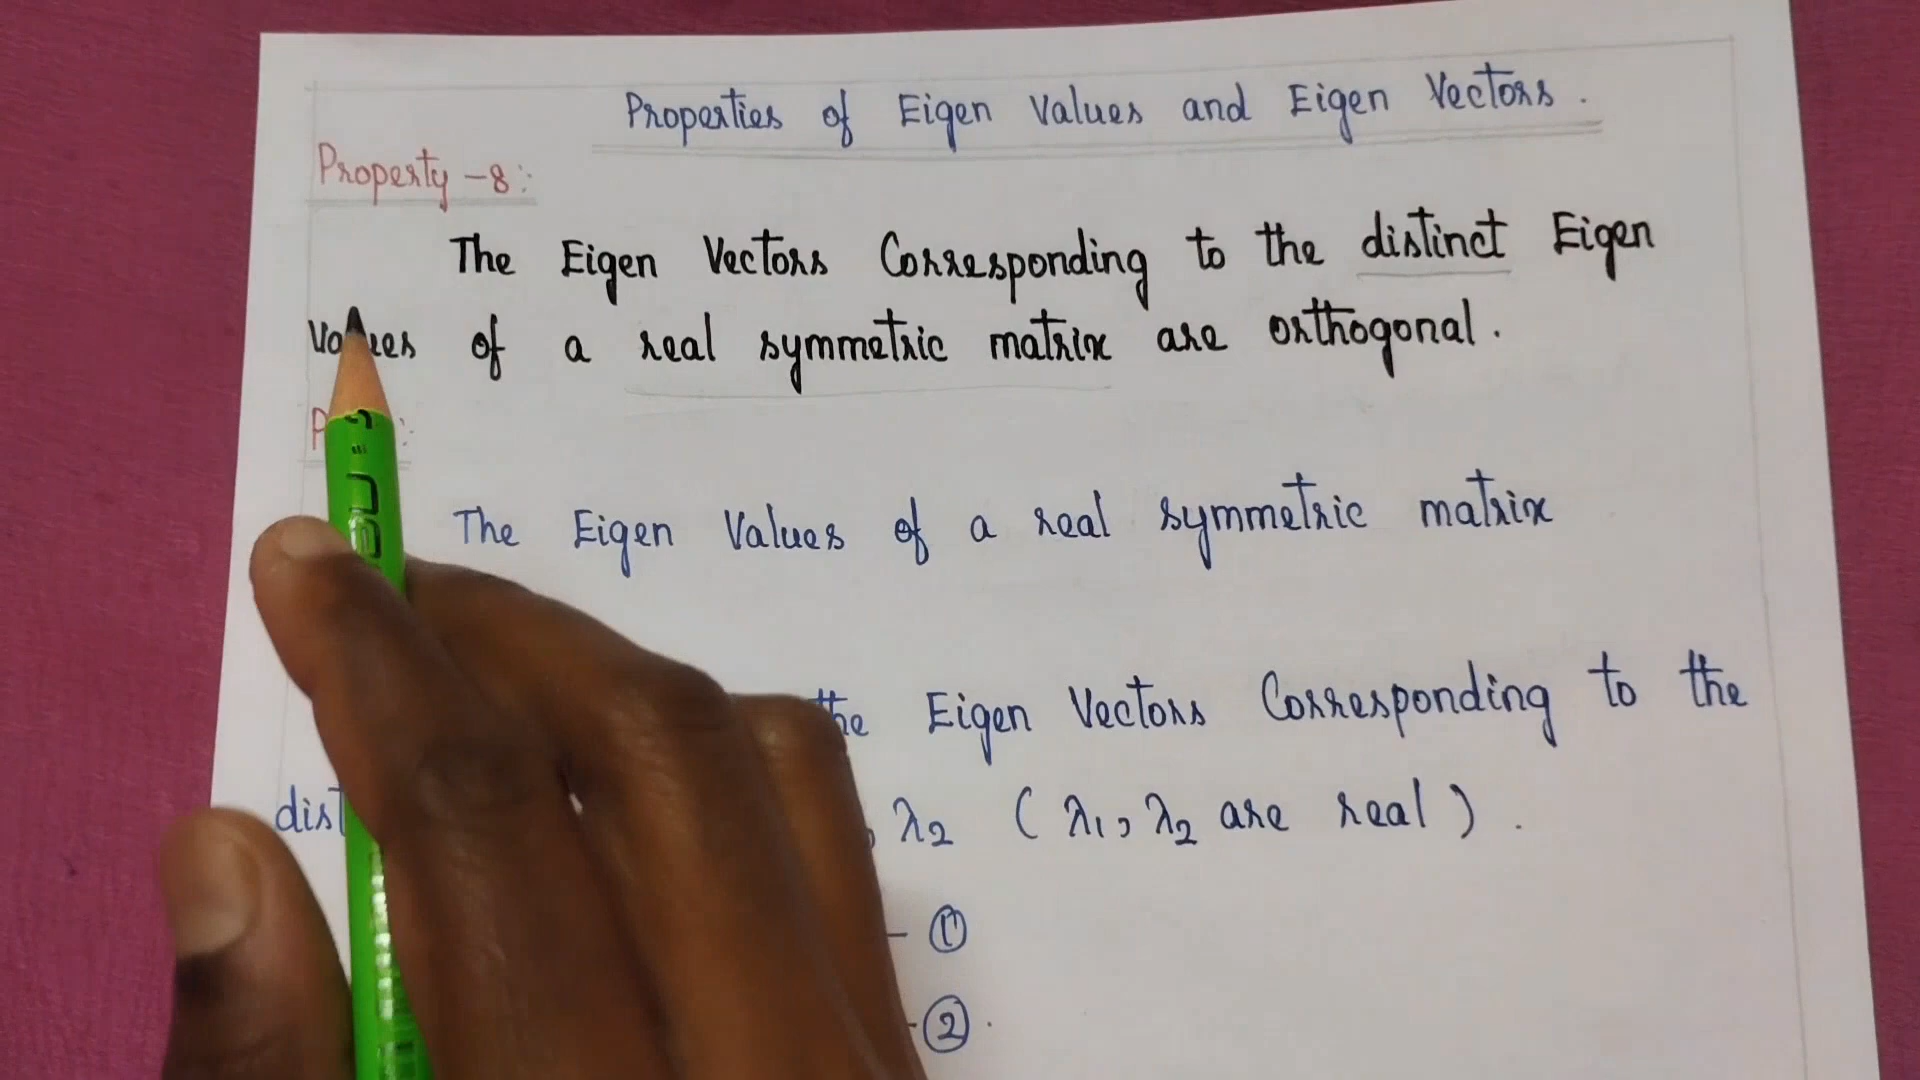 Properties of Eigen Values and Eigen Vectors.
Property-8:
The Eigen Vectors Corresponding to the distinct Eigen
Values of a real symmetric matrix are orthogonal.
The Eigen Values of a real symmetric matrix
the Eigen Vectors Corresponding to the
λ2 (λ1, λ2 are real).
- ①
- ②.